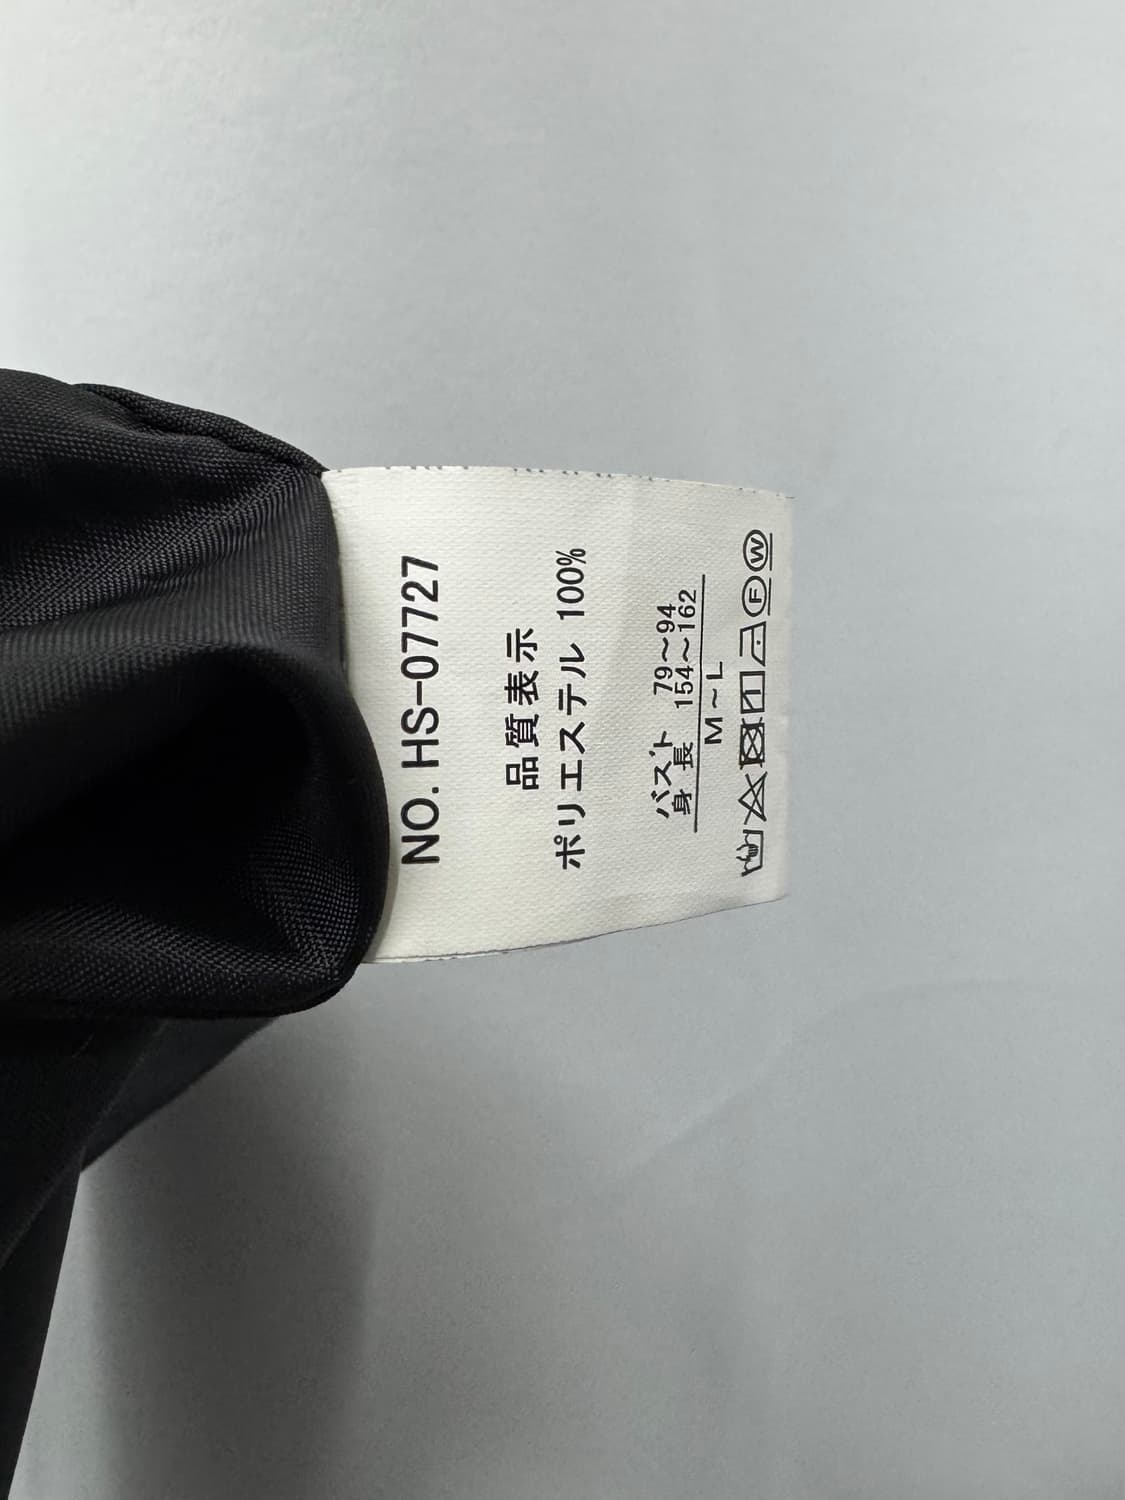 NO. HS-07727
品質表示
ポリエステル 100%
バスト 79~94
身長 154~162
M~L
F W